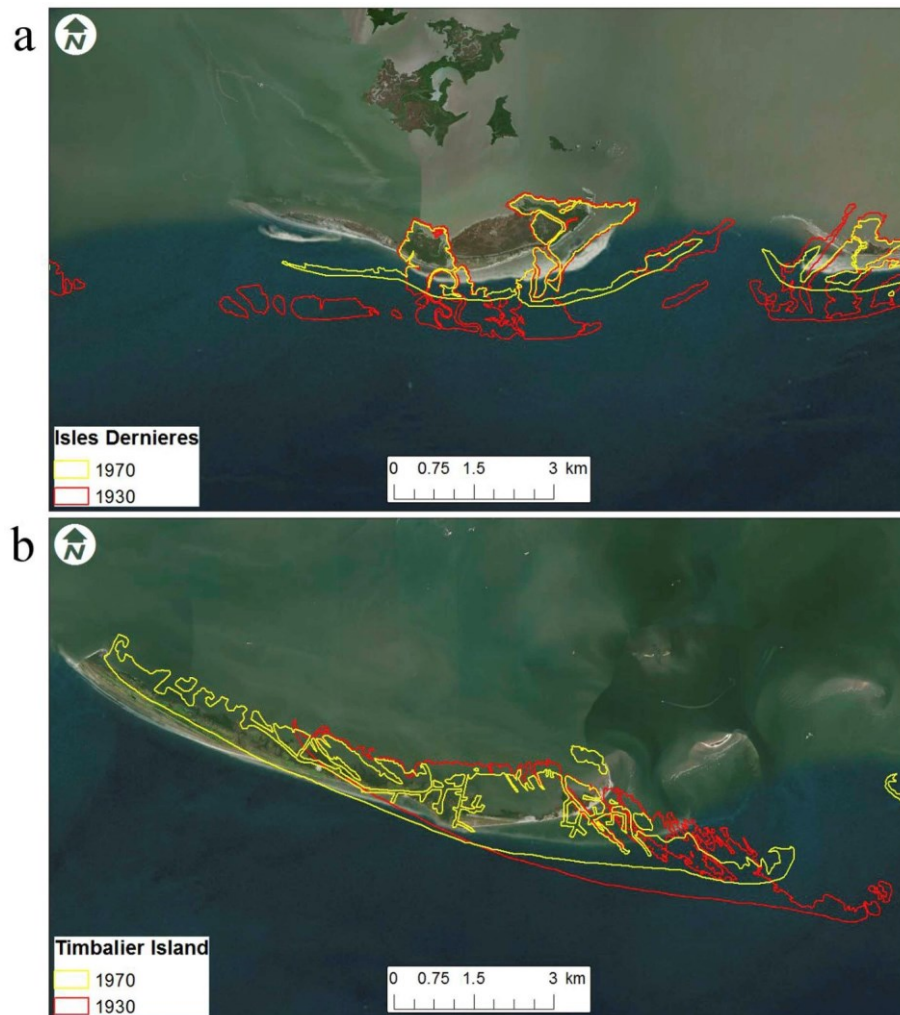 a
N
Isles Dernieres
1970
1930
0 0.75 1.5 3 km
b
N
Timbalier Island
1970
1930
0 0.75 1.5 3 km